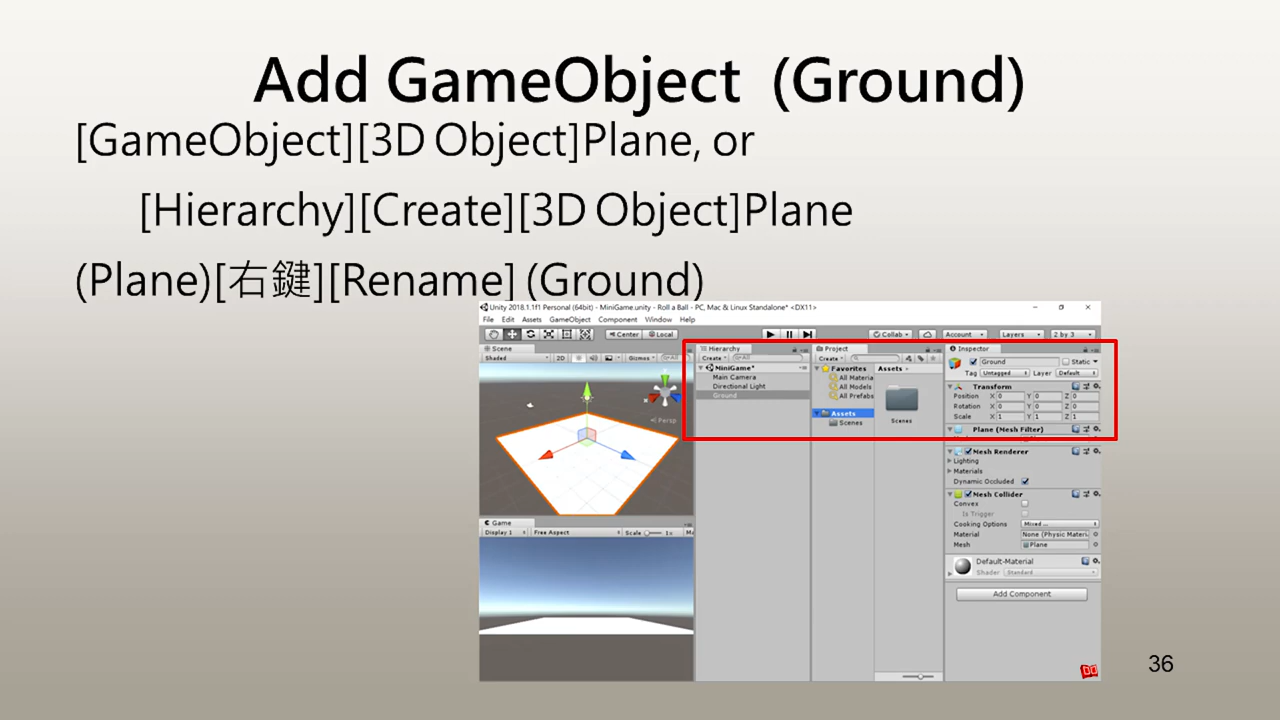 Add GameObject (Ground)
[GameObject][3D Object]Plane, or
[Hierarchy][Create][3D Object]Plane
(Plane)[右鍵][Rename] (Ground)
Unity 2018.1.1f1 Personal (64bit) - MiniGame.unity - Roll a Ball - PC, Mac & Linux Standalone* <DX11>
File Edit Assets GameObject Component Window Help
Center Local Collab Account Layers 2 by 3
Scene
Shaded 2D Gizmos All
Persp
Game
Display 1 Free Aspect Scale 1x
Hierarchy
Create All
MiniGame*
Main Camera
Directional Light
Ground
Project
Create
Favorites
All Materia
All Models
All Prefabs
Assets
Scenes
Assets
Scenes
Inspector
Ground Static
Tag Untagged Layer Default
Transform
Position X 0 Y 0 Z 0
Rotation X 0 Y 0 Z 0
Scale X 1 Y 1 Z 1
Plane (Mesh Filter)
Mesh Renderer
Lighting
Materials
Dynamic Occluded
Mesh Collider
Convex
Is Trigger
Cooking Options Mixed ...
Material None (Physic Materi
Mesh Plane
Default-Material
Shader Standard
Add Component
36